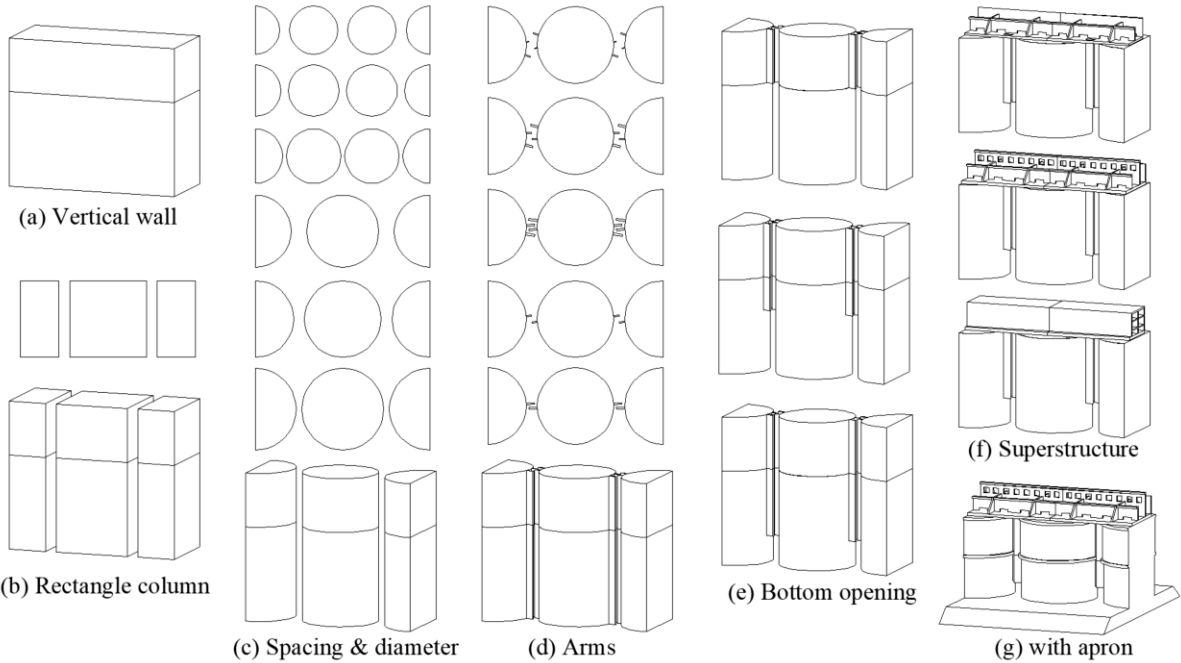 (a) Vertical wall
(b) Rectangle column
(c) Spacing & diameter
(d) Arms
(e) Bottom opening
(f) Superstructure
(g) with apron